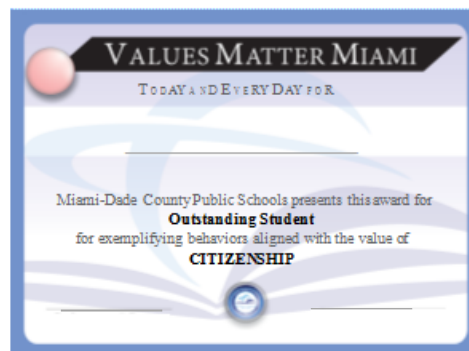 VALUES MATTER MIAMI
TODAY AND EVERY DAY FOR
Miami-Dade County Public Schools presents this award for
Outstanding Student
for exemplifying behaviors aligned with the value of
CITIZENSHIP